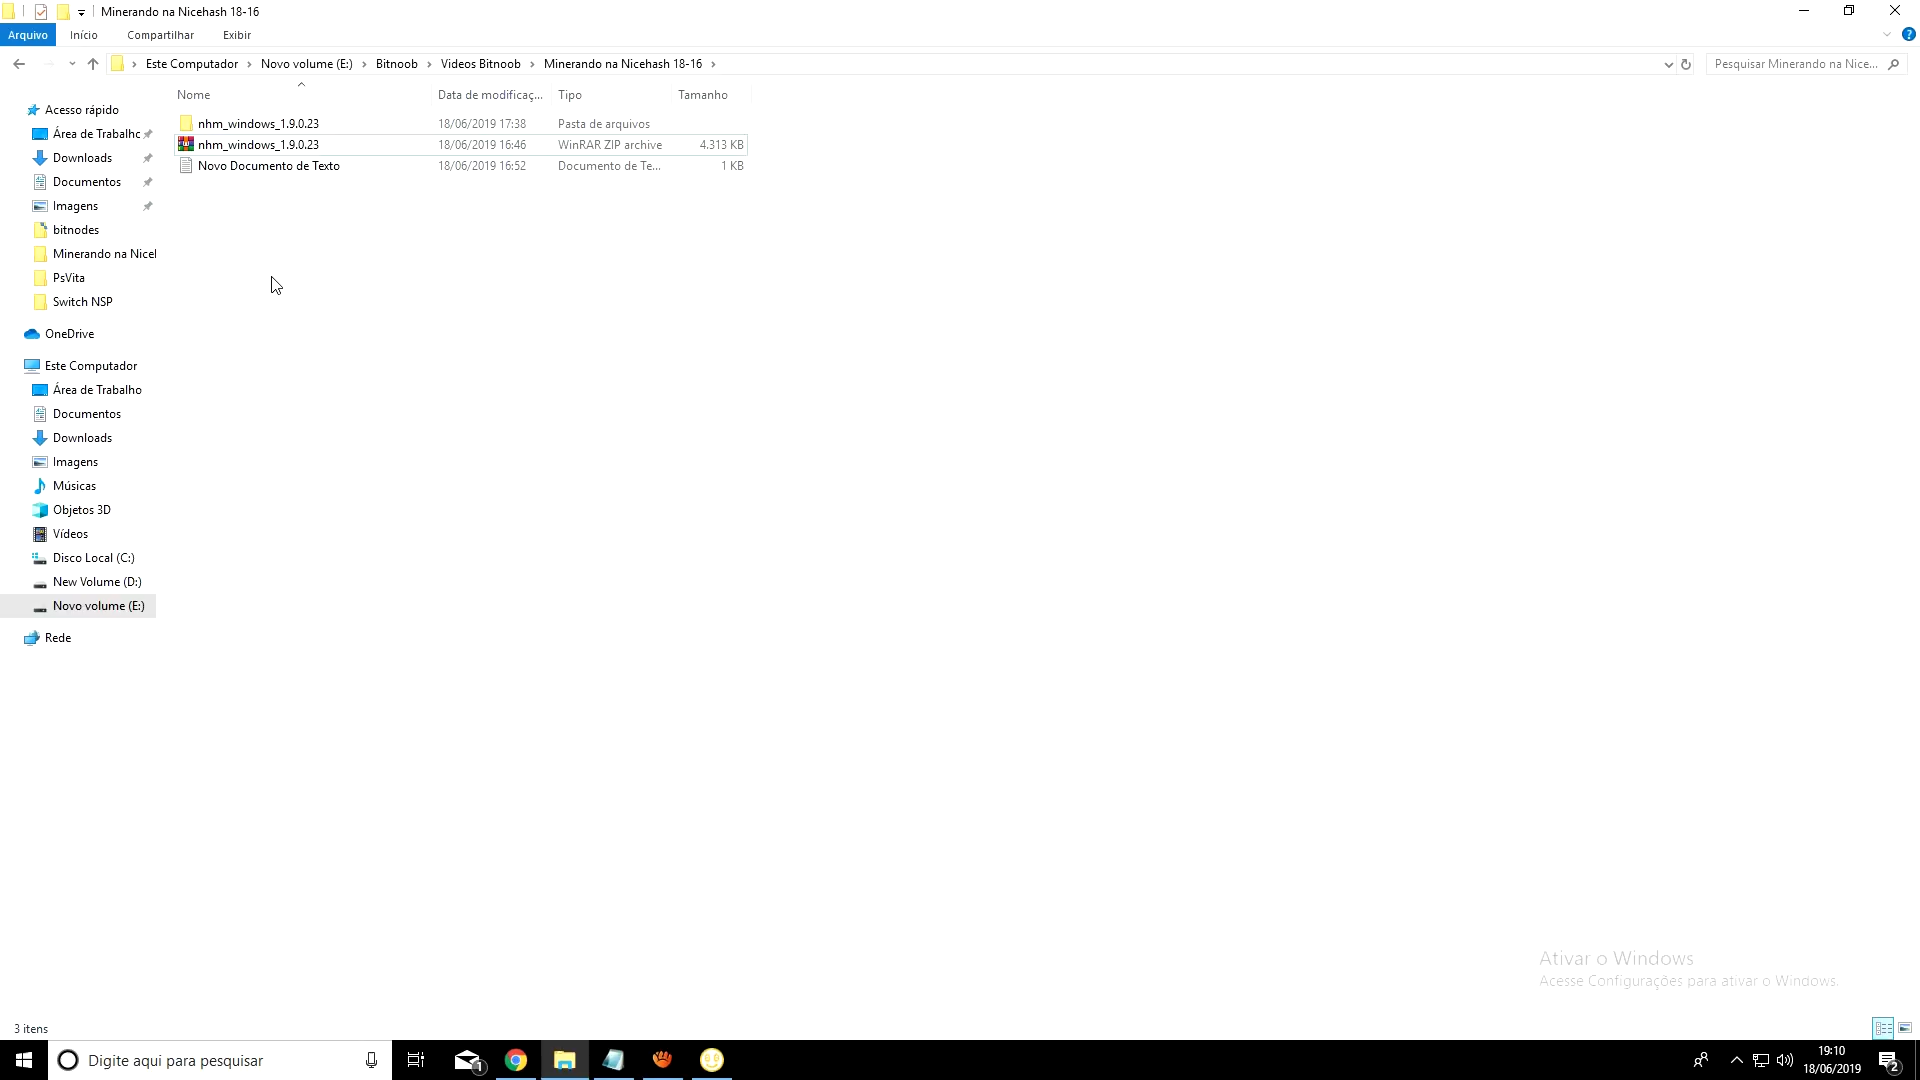 Minerando na Nicehash 18-16
Arquivo Início Compartilhar Exibir
Este Computador Novo volume (E:) Bitnoob Videos Bitnoob Minerando na Nicehash 18-16
Pesquisar Minerando na Nice...
Nome Data de modificaç... Tipo Tamanho
nhm_windows_1.9.0.23 18/06/2019 17:38 Pasta de arquivos
nhm_windows_1.9.0.23 18/06/2019 16:46 WinRAR ZIP archive 4.313 KB
Novo Documento de Texto 18/06/2019 16:52 Documento de Te... 1 KB
Acesso rápido
Área de Trabalhc
Downloads
Documentos
Imagens
bitnodes
Minerando na Nicel
PsVita
Switch NSP
OneDrive
Este Computador
Área de Trabalho
Documentos
Downloads
Imagens
Músicas
Objetos 3D
Vídeos
Disco Local (C:)
New Volume (D:)
Novo volume (E:)
Rede
Ativar o Windows
Acesse Configurações para ativar o Windows.
3 itens
Digite aqui para pesquisar
1
19:10
18/06/2019
2